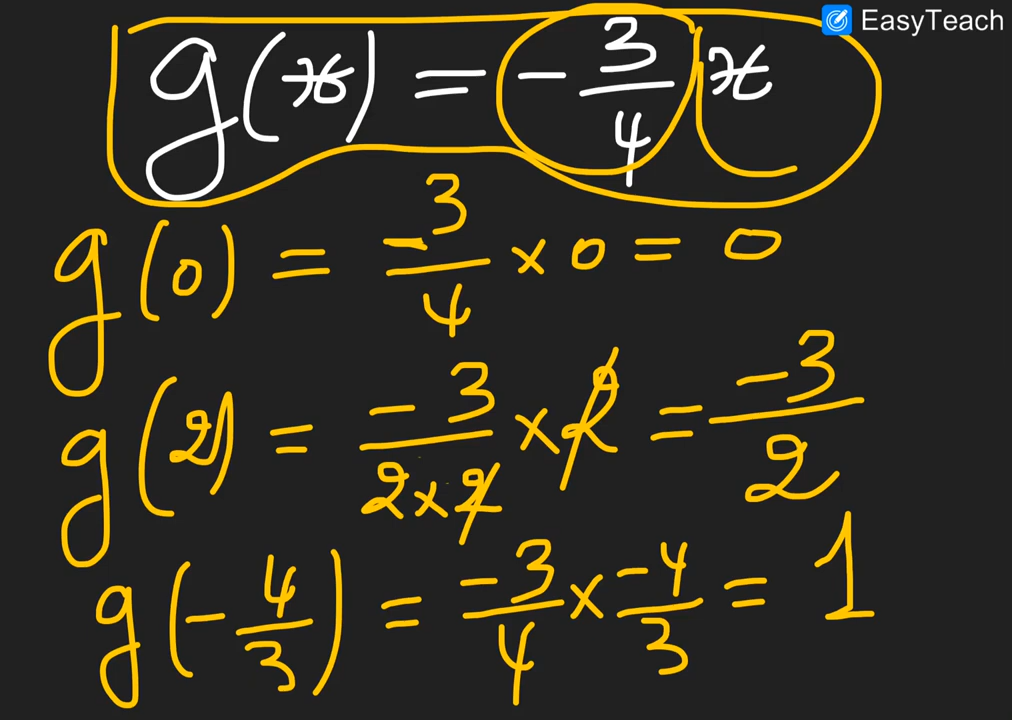 EasyTeach
g(x) = -3/4 x
g(0) = -3/4 × 0 = 0
g(2) = -3/2×2 × 2 = -3/2
g(-4/3) = -3/4 × -4/3 = 1